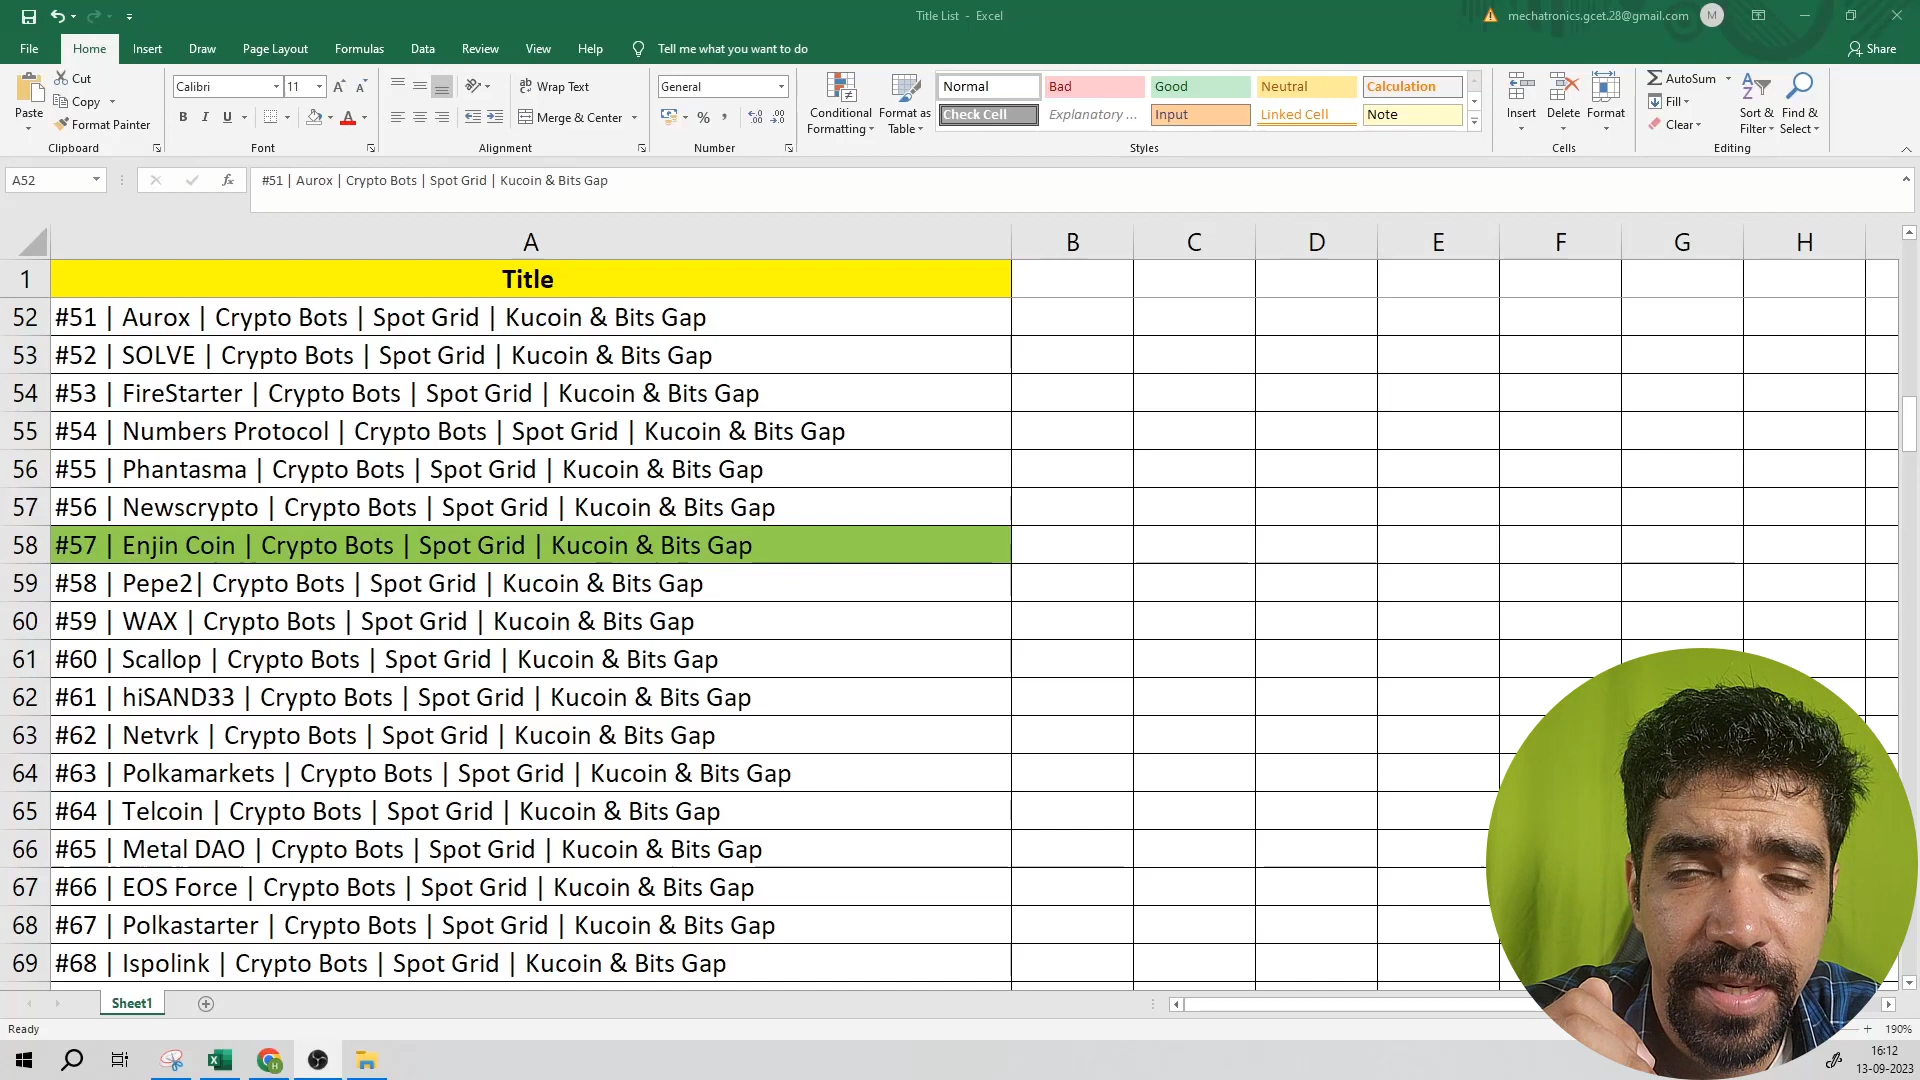 Title List - Excel
mechatronics.gcet.28@gmail.com
M
File
Home
Insert
Draw
Page Layout
Formulas
Data
Review
View
Help
Tell me what you want to do
Share
Paste
Cut
Copy
Format Painter
Clipboard
Calibri
11
B I U
Font
Wrap Text
Merge & Center
Alignment
General
%
Number
Conditional Formatting
Format as Table
Normal
Bad
Good
Neutral
Calculation
Check Cell
Explanatory ...
Input
Linked Cell
Note
Styles
Insert
Delete
Format
Cells
AutoSum
Fill
Clear
Sort & Filter
Find & Select
Editing
A52
fx
#51 | Aurox | Crypto Bots | Spot Grid | Kucoin & Bits Gap
A B C D E F G H
1 Title
52 #51 | Aurox | Crypto Bots | Spot Grid | Kucoin & Bits Gap
53 #52 | SOLVE | Crypto Bots | Spot Grid | Kucoin & Bits Gap
54 #53 | FireStarter | Crypto Bots | Spot Grid | Kucoin & Bits Gap
55 #54 | Numbers Protocol | Crypto Bots | Spot Grid | Kucoin & Bits Gap
56 #55 | Phantasma | Crypto Bots | Spot Grid | Kucoin & Bits Gap
57 #56 | Newscrypto | Crypto Bots | Spot Grid | Kucoin & Bits Gap
58 #57 | Enjin Coin | Crypto Bots | Spot Grid | Kucoin & Bits Gap
59 #58 | Pepe2| Crypto Bots | Spot Grid | Kucoin & Bits Gap
60 #59 | WAX | Crypto Bots | Spot Grid | Kucoin & Bits Gap
61 #60 | Scallop | Crypto Bots | Spot Grid | Kucoin & Bits Gap
62 #61 | hiSAND33 | Crypto Bots | Spot Grid | Kucoin & Bits Gap
63 #62 | Netvrk | Crypto Bots | Spot Grid | Kucoin & Bits Gap
64 #63 | Polkamarkets | Crypto Bots | Spot Grid | Kucoin & Bits Gap
65 #64 | Telcoin | Crypto Bots | Spot Grid | Kucoin & Bits Gap
66 #65 | Metal DAO | Crypto Bots | Spot Grid | Kucoin & Bits Gap
67 #66 | EOS Force | Crypto Bots | Spot Grid | Kucoin & Bits Gap
68 #67 | Polkastarter | Crypto Bots | Spot Grid | Kucoin & Bits Gap
69 #68 | Ispolink | Crypto Bots | Spot Grid | Kucoin & Bits Gap
Sheet1
Ready
190%
16:12
13-09-2023